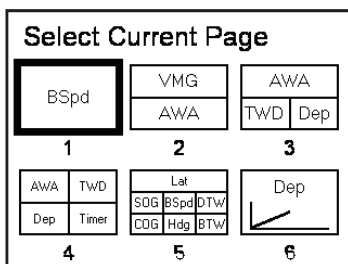 Select Current Page
BSpd
1
VMG
AWA
2
AWA
TWD Dep
3
AWA TWD
Dep Timer
4
Lat
SOG BSpd DTW
COG Hdg BTW
5
Dep
6